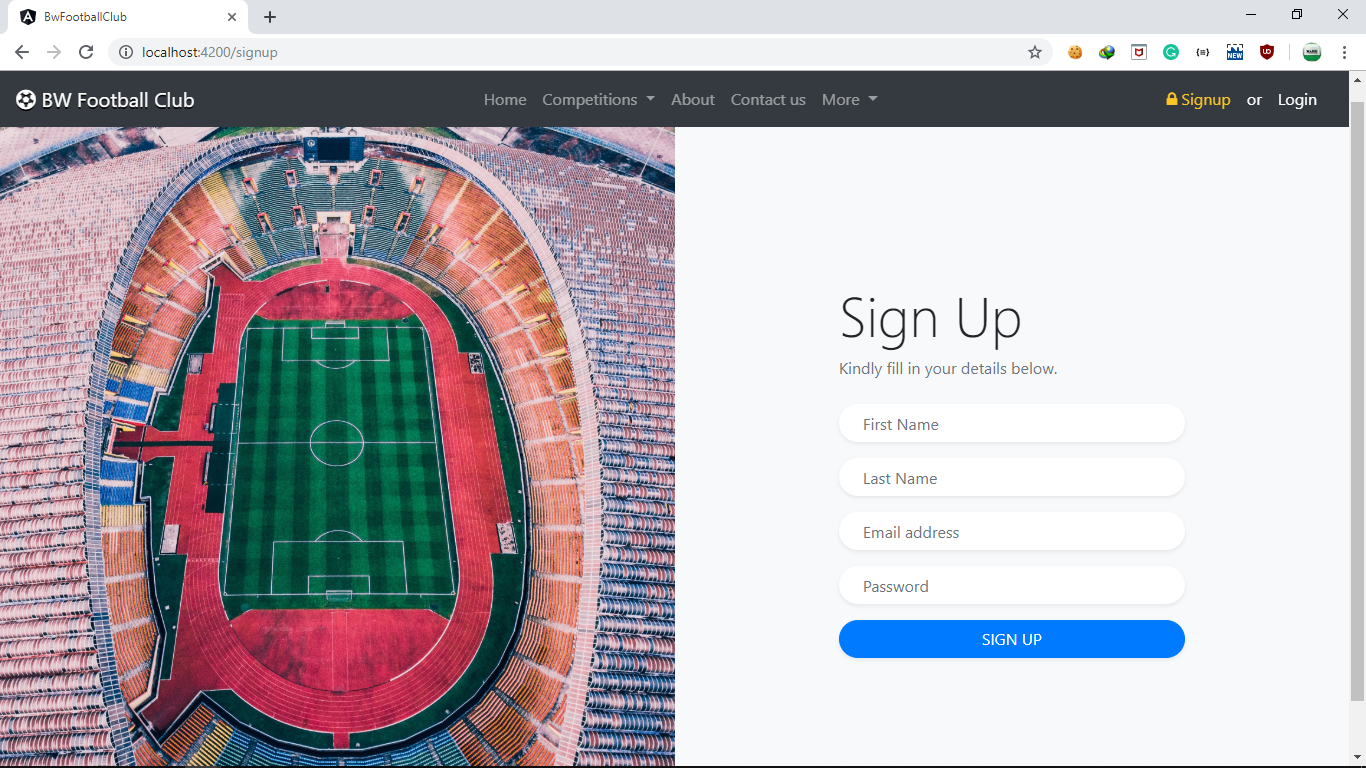 BwFootballClub
localhost:4200/signup
NEW
BW Football Club
Home Competitions About Contact us More Signup or Login
Sign Up
Kindly fill in your details below.
First Name
Last Name
Email address
Password
SIGN UP